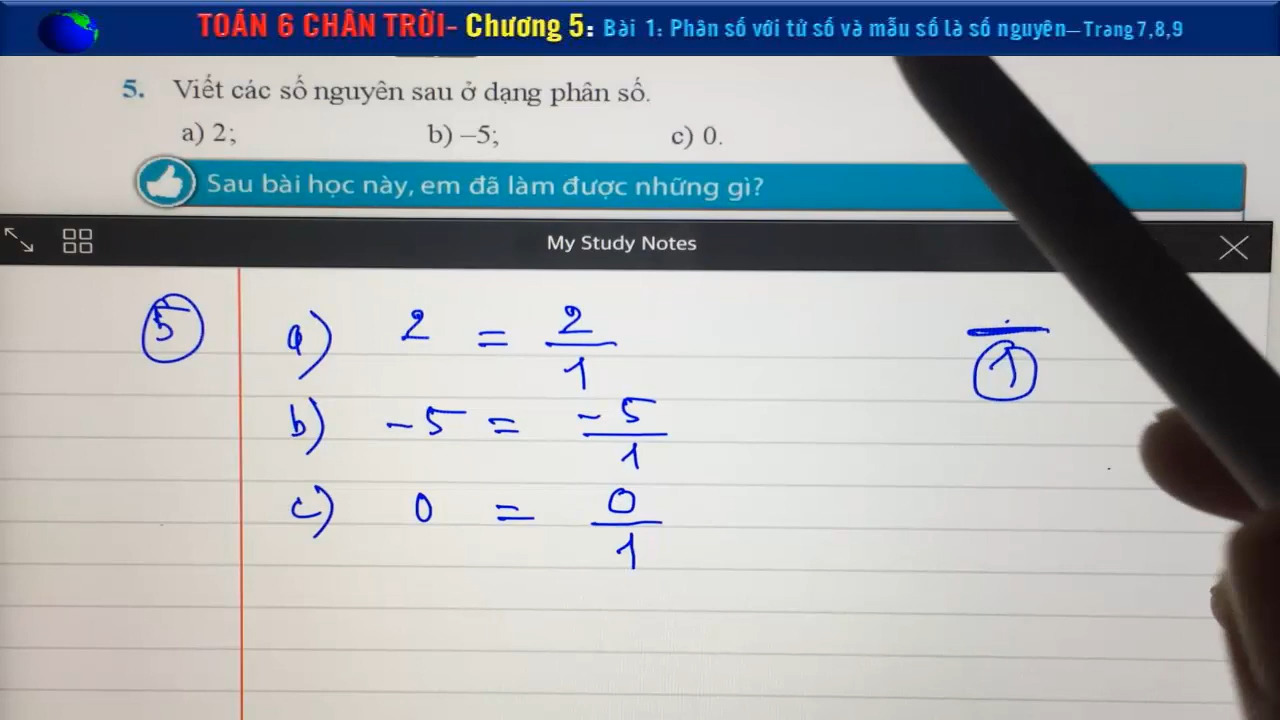 TOÁN 6 CHÂN TRỜI- Chương 5: Bài 1: Phân số với tử số và mẫu số là số nguyên–Trang 7,8,9
5. Viết các số nguyên sau ở dạng phân số.
a) 2; b) –5; c) 0.
Sau bài học này, em đã làm được những gì?
My Study Notes
5 a) 2 = 2/1
1
b) -5 = -5/1
c) 0 = 0/1